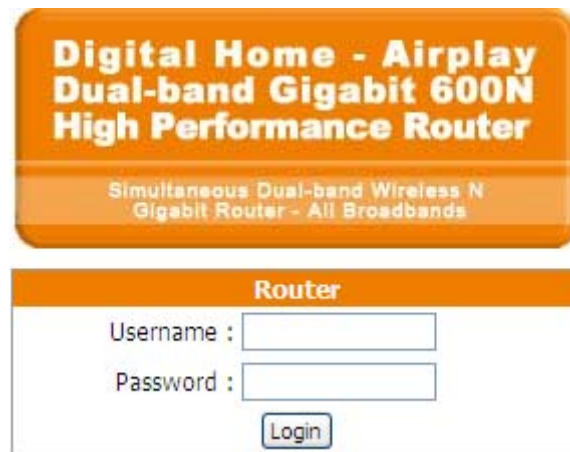 Digital Home - Airplay
Dual-band Gigabit 600N
High Performance Router
Simultaneous Dual-band Wireless N
Gigabit Router - All Broadbands
Router
Username :
Password :
Login